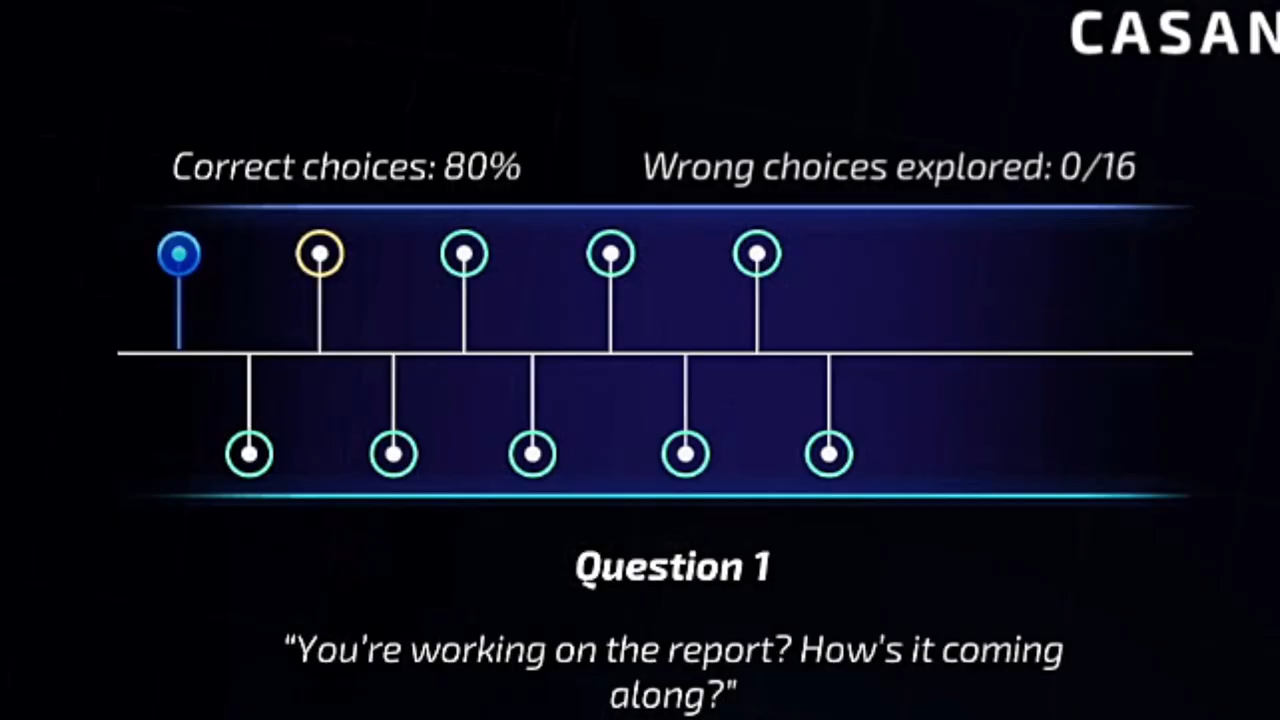 CASAN
Correct choices: 80%
Wrong choices explored: 0/16
Question 1
“You’re working on the report? How’s it coming
along?”